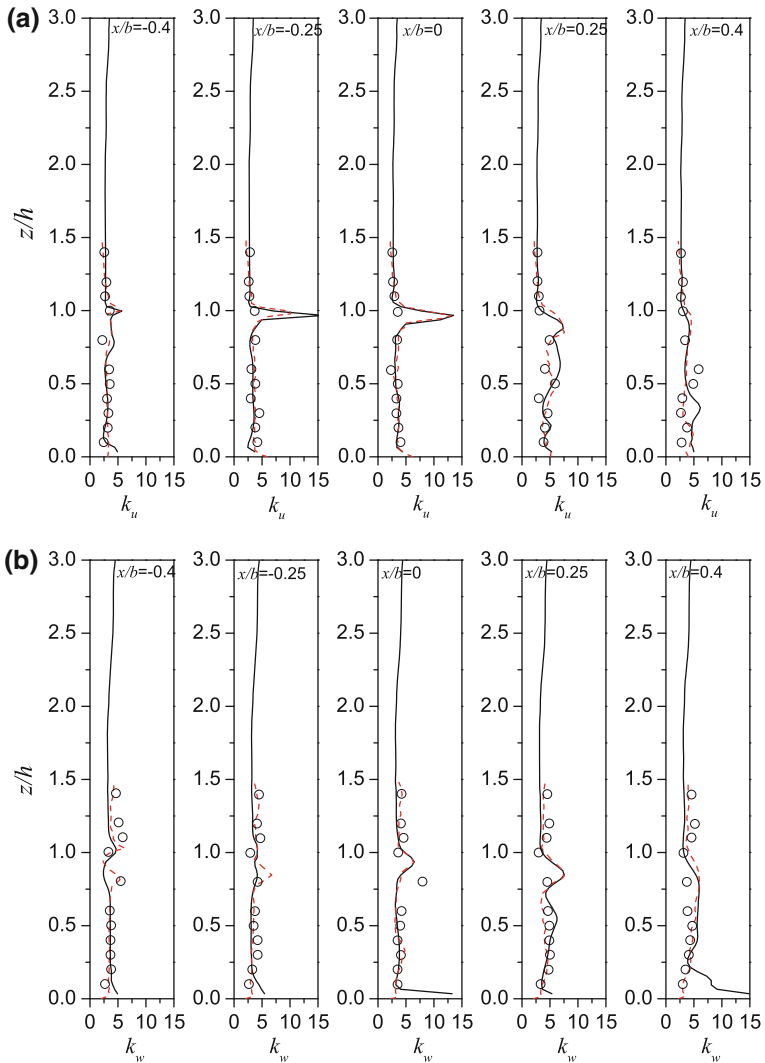 (a)
x/b=-0.4 x/b=-0.25 x/b=0 x/b=0.25 x/b=0.4
3.0 3.0 3.0 3.0 3.0
2.5 2.5 2.5 2.5 2.5
2.0 2.0 2.0 2.0 2.0
z/h
1.5 1.5 1.5 1.5 1.5
1.0 1.0 1.0 1.0 1.0
0.5 0.5 0.5 0.5 0.5
0.0 0.0 0.0 0.0 0.0
0 5 10 15 0 5 10 15 0 5 10 15 0 5 10 15 0 5 10 15
k_u k_u k_u k_u k_u
(b)
x/b=-0.4 x/b=-0.25 x/b=0 x/b=0.25 x/b=0.4
3.0 3.0 3.0 3.0 3.0
2.5 2.5 2.5 2.5 2.5
2.0 2.0 2.0 2.0 2.0
z/h
1.5 1.5 1.5 1.5 1.5
1.0 1.0 1.0 1.0 1.0
0.5 0.5 0.5 0.5 0.5
0.0 0.0 0.0 0.0 0.0
0 5 10 15 0 5 10 15 0 5 10 15 0 5 10 15 0 5 10 15
k_w k_w k_w k_w k_w